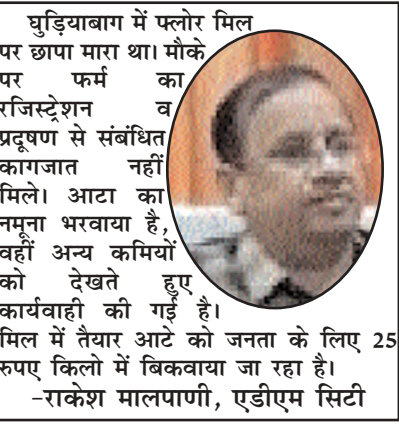 घुड़ियाबाग में फ्लोर मिल
पर छापा मारा था। मौके
पर फर्म का
रजिस्ट्रेशन व
प्रदूषण से संबंधित
कागजात नहीं
मिले। आटा का
नमूना भरवाया है,
वहीं अन्य कमियों
को देखते हुए
कार्यवाही की गई है।
मिल में तैयार आटे को जनता के लिए 25
रुपए किलो में बिकवाया जा रहा है।
-राकेश मालपाणी, एडीएम सिटी